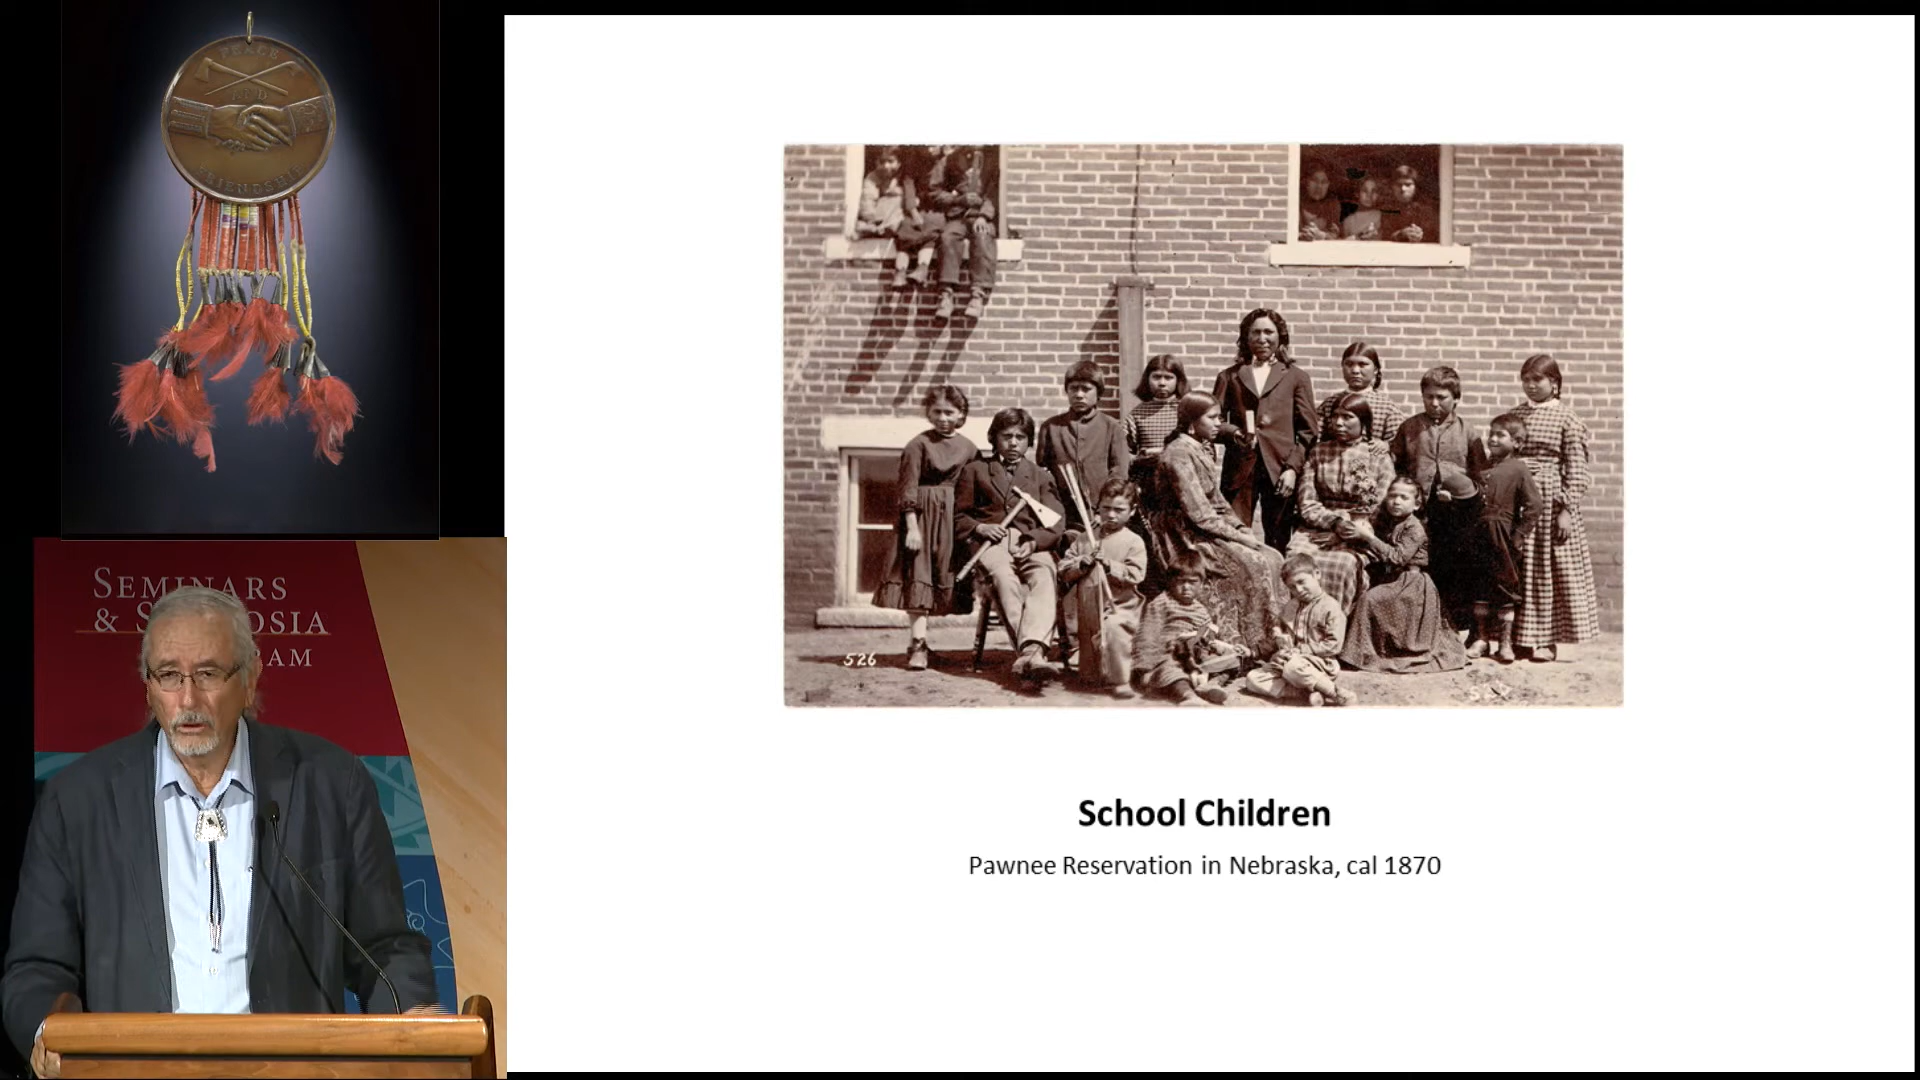 PEACE
AND
FRIENDSHIP
SEMINARS
& S OSIA
RAM
526
School Children
Pawnee Reservation in Nebraska, cal 1870